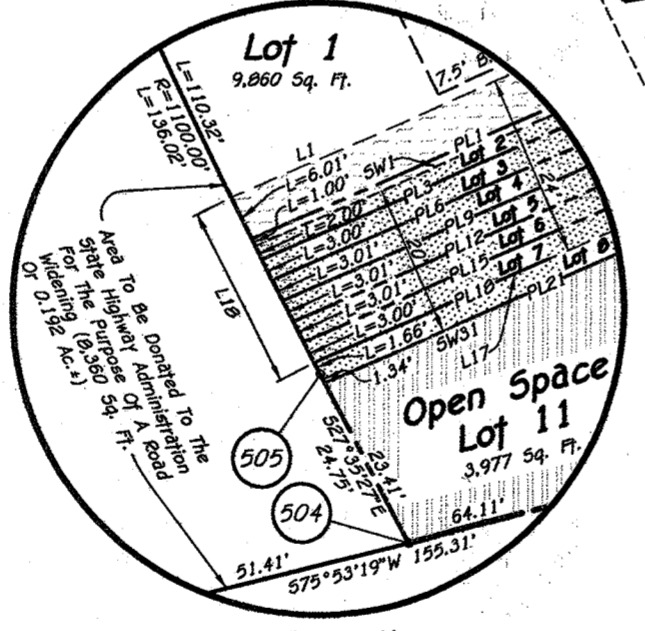 Lot 1
9,860 Sq. Ft.
7.5' B.
L=110.32'
R=1100.00'
L=136.02'
L1
L=6.01'
L=1.00'
SW1
PL1
Lot 2
L=2.00'
PL3
Lot 3
L=3.00'
PL6
Lot 4
L=3.01'
PL9
Lot 5
L=3.01'
PL12
Lot 6
L=3.01'
PL15
Lot 7
L=3.00'
PL18
Lot 8
L=1.66'
PL21
1.34'
SW31
L17
20'
24'
L18
Area To Be Donated To The
State Highway Administration
For The Purpose Of A Road
Widening (8,360 Sq. Ft.
Or 0.192 Ac.±)
Open Space
Lot 11
3,977 Sq. Ft.
505
504
S27°35'27"E
24.75'
23.41'
64.11'
51.41'
S75°53'19"W 155.31'